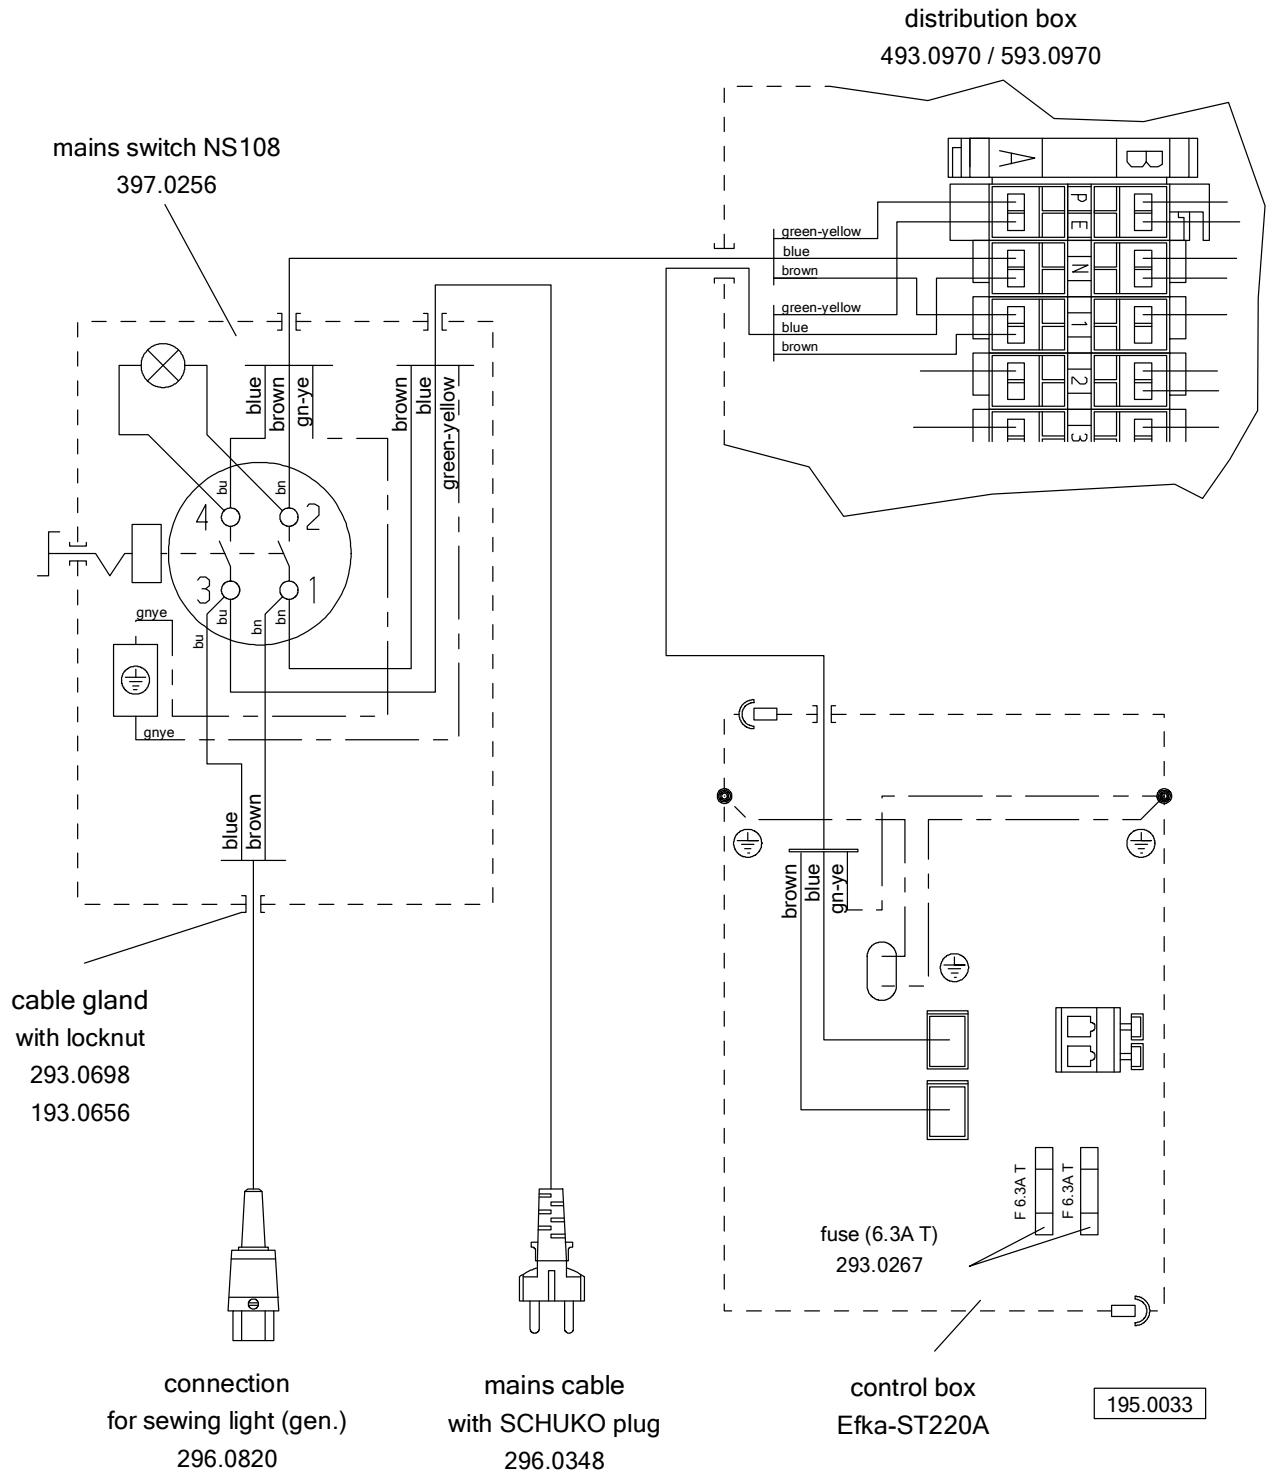 distribution box
493.0970 / 593.0970
mains switch NS108
397.0256
A
B
PE
N
1
2
3
green-yellow
blue
brown
green-yellow
blue
brown
blue
brown
gn-ye
brown
blue
green-yellow
bu
bn
4
2
3
1
bu
bu
bn
bn
gnye
gnye
blue
brown
brown
blue
gn-ye
cable gland
with locknut
293.0698
193.0656
F 6.3A T
F 6.3A T
fuse (6.3A T)
293.0267
connection
for sewing light (gen.)
296.0820
mains cable
with SCHUKO plug
296.0348
control box
Efka-ST220A
195.0033